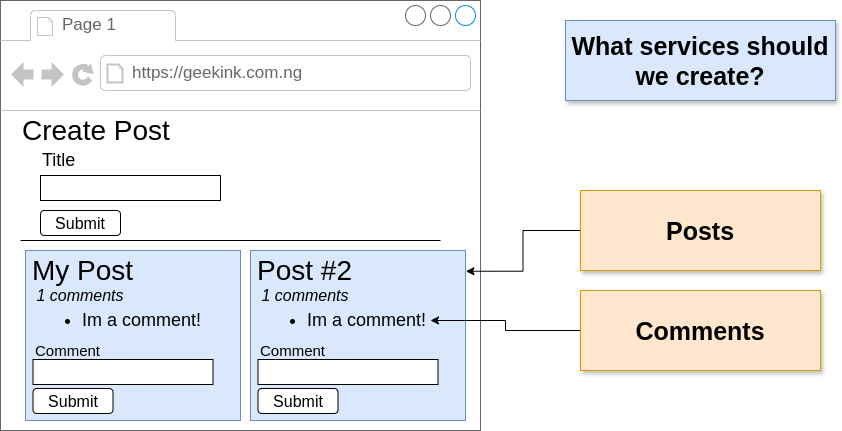 Page 1
https://geekink.com.ng
What services should
we create?
Create Post
Title
Submit
Posts
My Post
1 comments
• Im a comment!
Comment
Submit
Post #2
1 comments
• Im a comment!
Comment
Submit
Comments